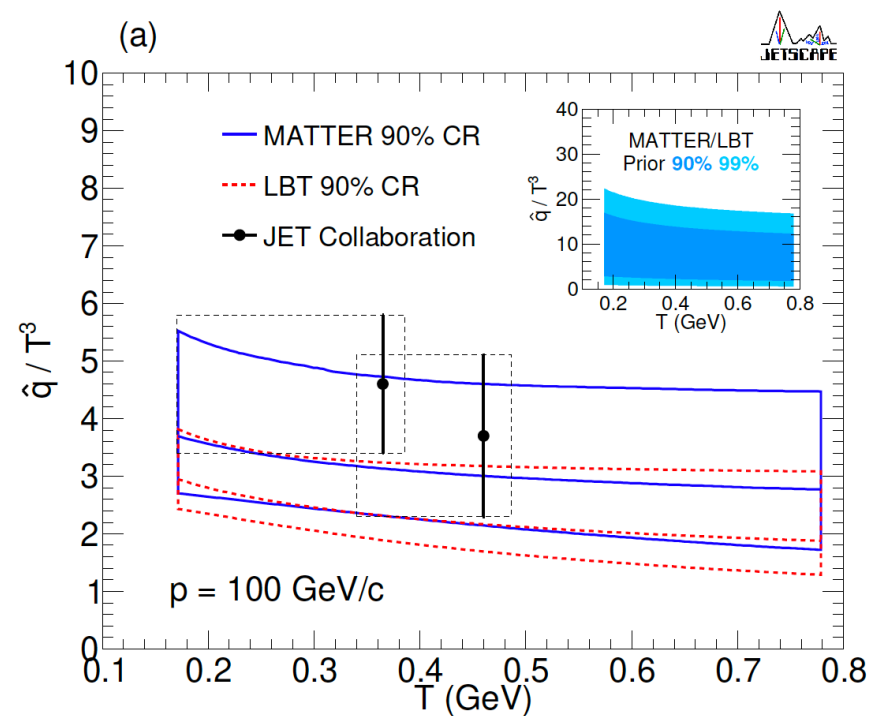 (a)
JETSCAPE
MATTER 90% CR
LBT 90% CR
JET Collaboration
p = 100 GeV/c
q̂ / T³
10
9
8
7
6
5
4
3
2
1
0
0.1 0.2 0.3 0.4 0.5 0.6 0.7 0.8
T (GeV)
MATTER/LBT
Prior 90% 99%
q̂ / T³
40
30
20
10
0
0.2 0.4 0.6 0.8
T (GeV)